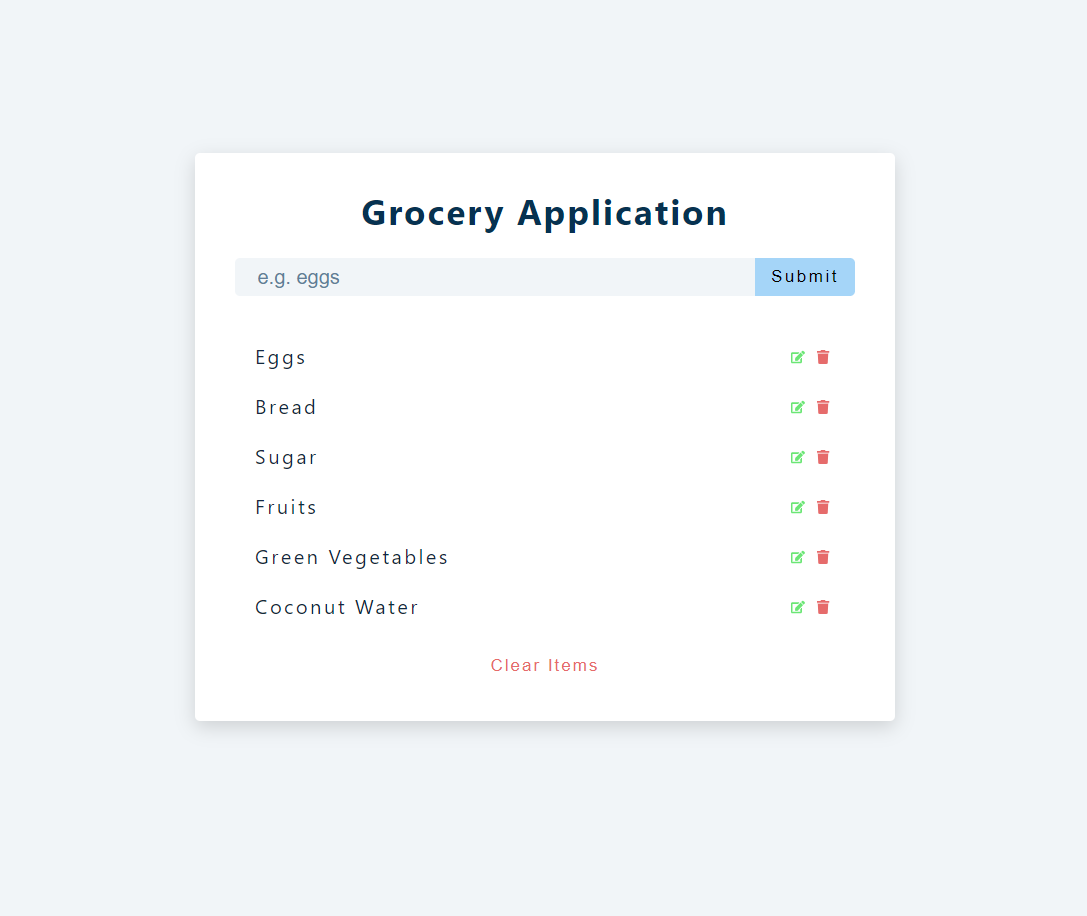 Grocery Application
e.g. eggs
Submit
Eggs
Bread
Sugar
Fruits
Green Vegetables
Coconut Water
Clear Items